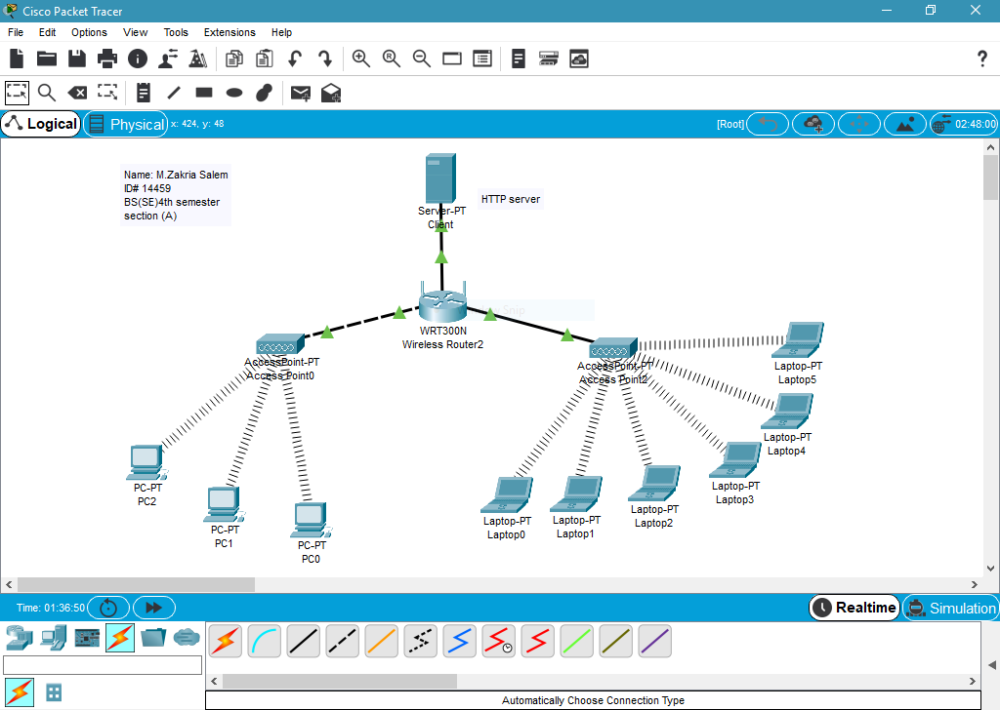 Cisco Packet Tracer
File Edit Options View Tools Extensions Help
Logical Physical x: 424, y: 48 [Root] 02:48:00
Name: M.Zakria Salem
ID# 14459
BS(SE)4th semester
section (A)
HTTP server
Server-PT
Client
Snip
WRT300N
Wireless Router2
AccessPoint-PT
Access Point0
AccessPoint-PT
Access Point2
Laptop-PT
Laptop5
Laptop-PT
Laptop4
Laptop-PT
Laptop3
PC-PT
PC2
PC-PT
PC1
PC-PT
PC0
Laptop-PT
Laptop0
Laptop-PT
Laptop1
Laptop-PT
Laptop2
Time: 01:36:50 Realtime Simulation
Automatically Choose Connection Type